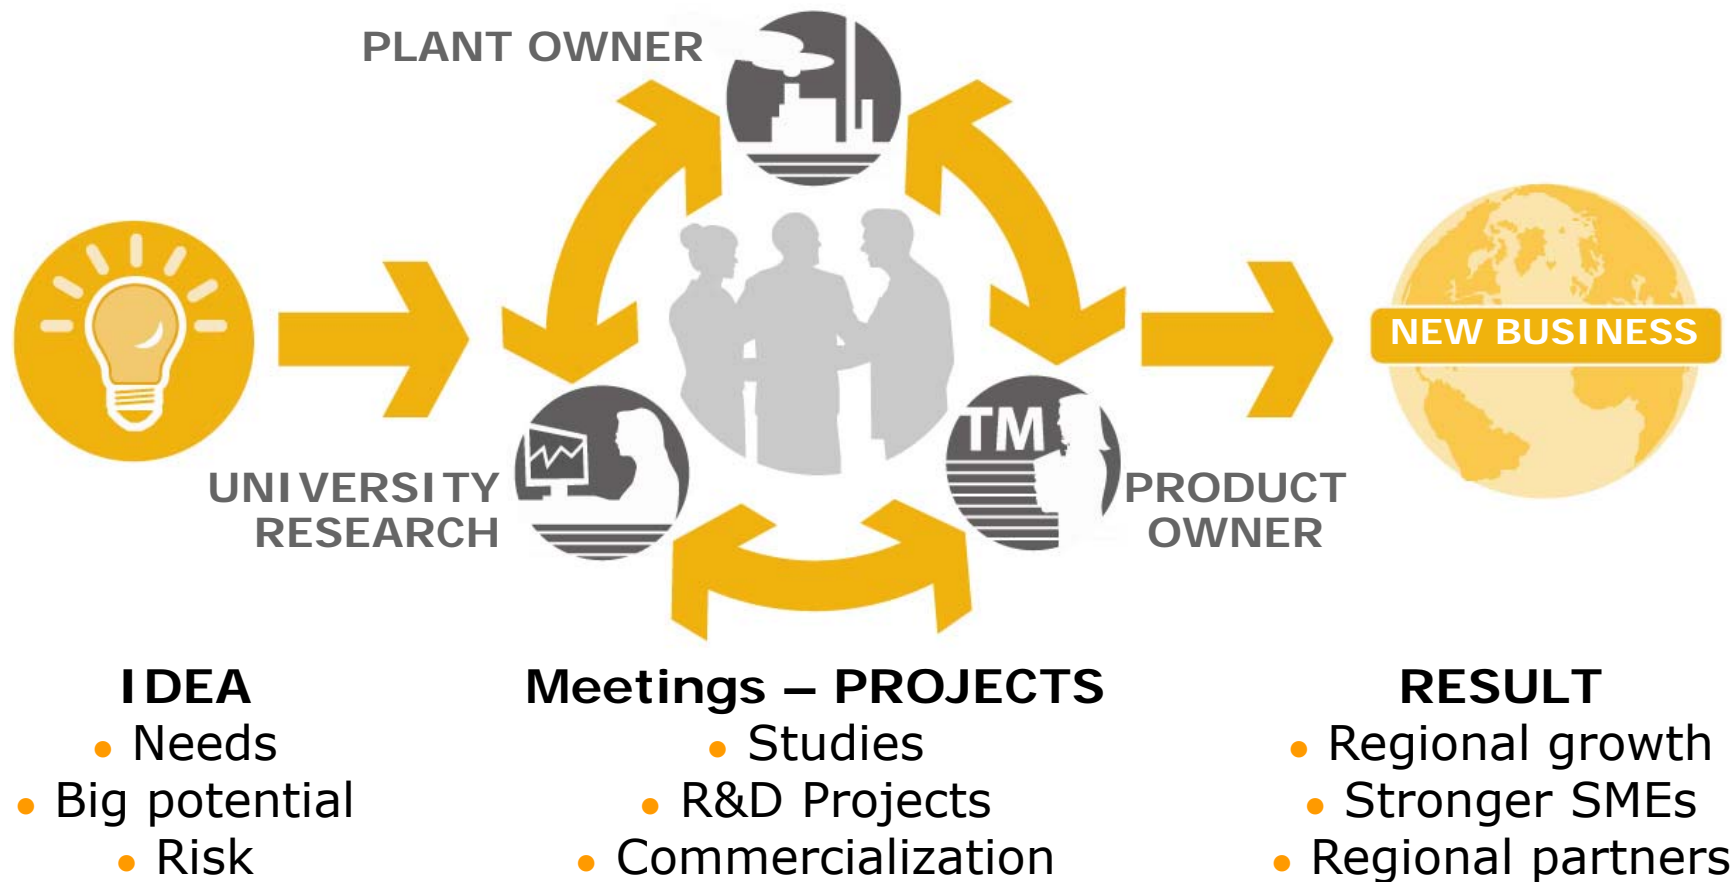 PLANT OWNER
UNIVERSITY
RESEARCH
TM
PRODUCT
OWNER
NEW BUSINESS
IDEA
• Needs
• Big potential
• Risk
Meetings – PROJECTS
• Studies
• R&D Projects
• Commercialization
RESULT
• Regional growth
• Stronger SMEs
• Regional partners